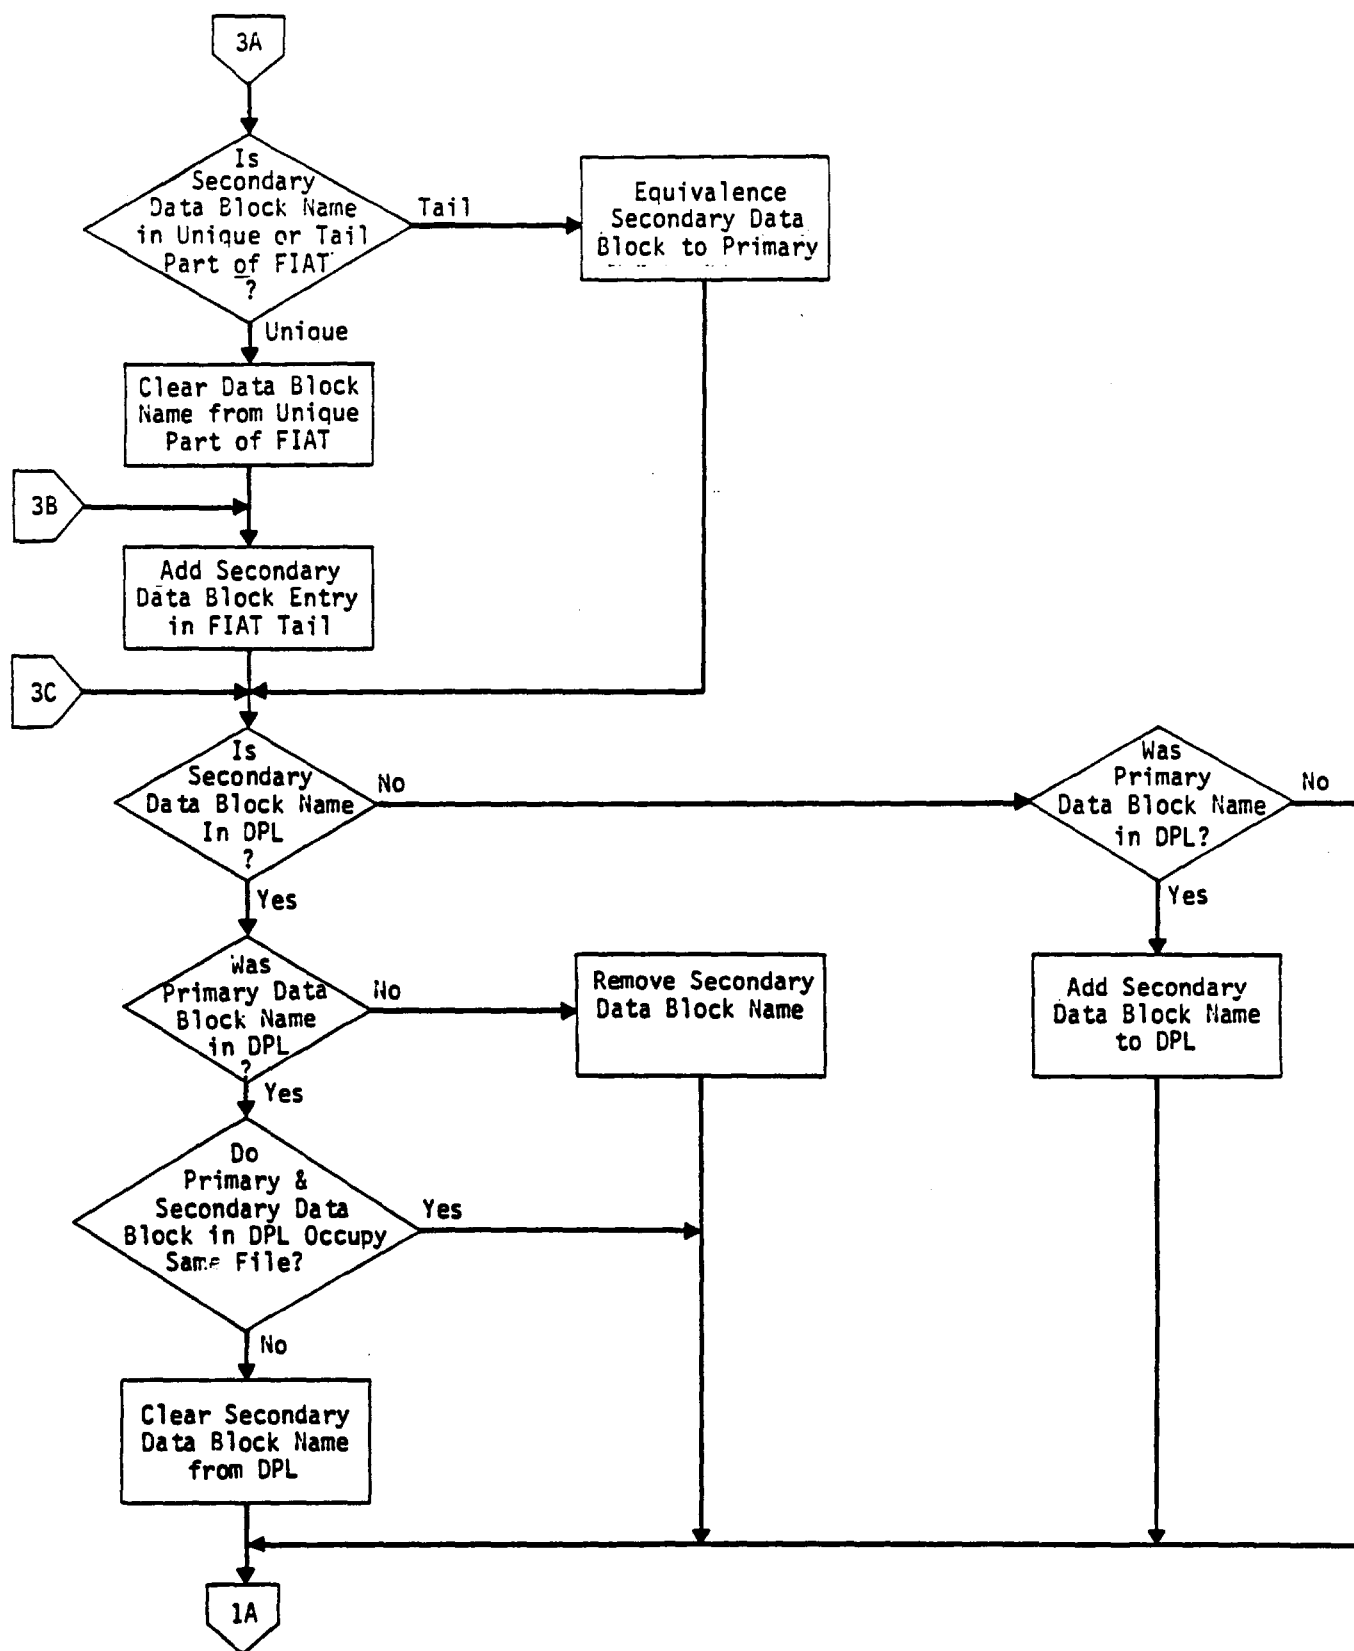 3A
Is
Secondary
Data Block Name
in Unique or Tail
Part of FIAT
?
Tail
Equivalence
Secondary Data
Block to Primary
Unique
Clear Data Block
Name from Unique
Part of FIAT
3B
Add Secondary
Data Block Entry
in FIAT Tail
3C
Is
Secondary
Data Block Name
In DPL
?
No
Was
Primary
Data Block Name
in DPL?
No
Yes
Yes
Was
Primary Data
Block Name
in DPL
?
No
Remove Secondary
Data Block Name
Add Secondary
Data Block Name
to DPL
Yes
Do
Primary &
Secondary Data
Block in DPL Occupy
Same File?
Yes
No
Clear Secondary
Data Block Name
from DPL
1A